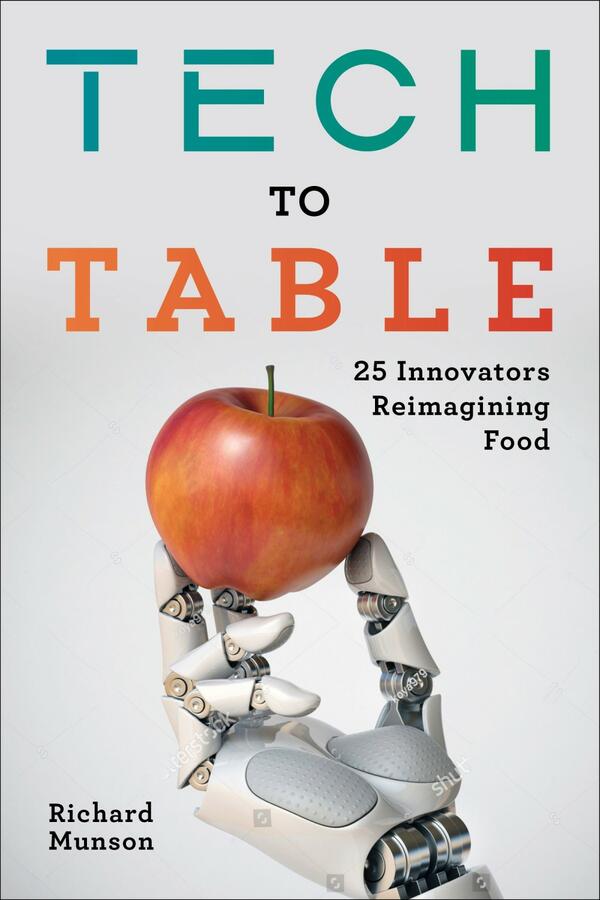 TECH
TO
TABLE
25 Innovators
Reimagining
Food
Richard
Munson